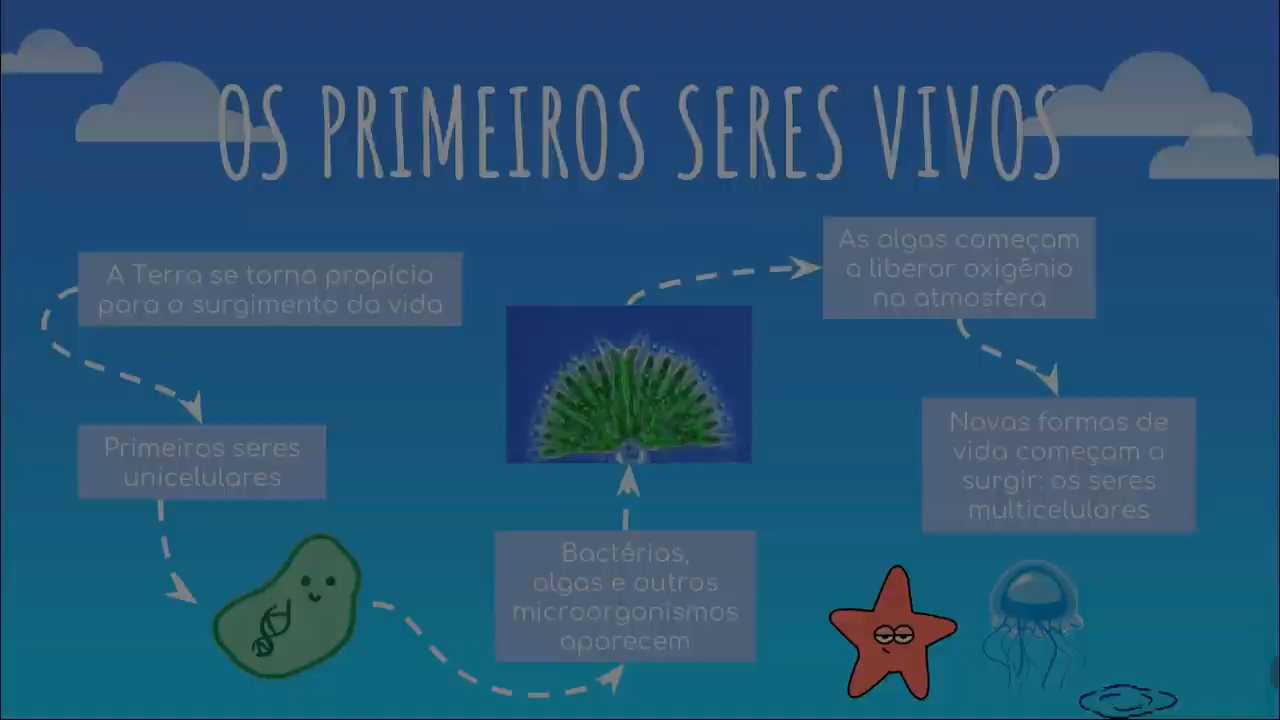 OS PRIMEIROS SERES VIVOS
A Terra se torna propícia
para o surgimento da vida
Primeiros seres
unicelulares
Bactérias,
algas e outros
microorganismos
aparecem
As algas começam
a liberar oxigênio
na atmosfera
Novas formas de
vida começam a
surgir: os seres
multicelulares